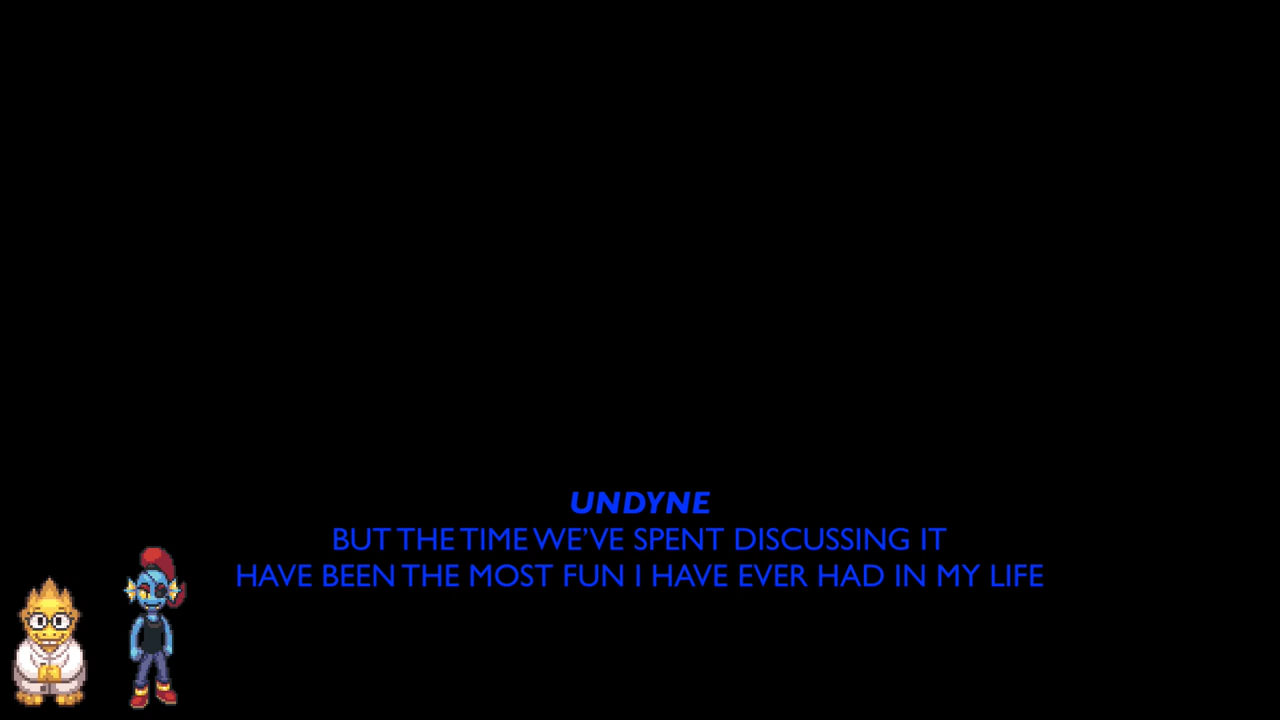 UNDYNE
BUT THE TIME WE’VE SPENT DISCUSSING IT
HAVE BEEN THE MOST FUN I HAVE EVER HAD IN MY LIFE